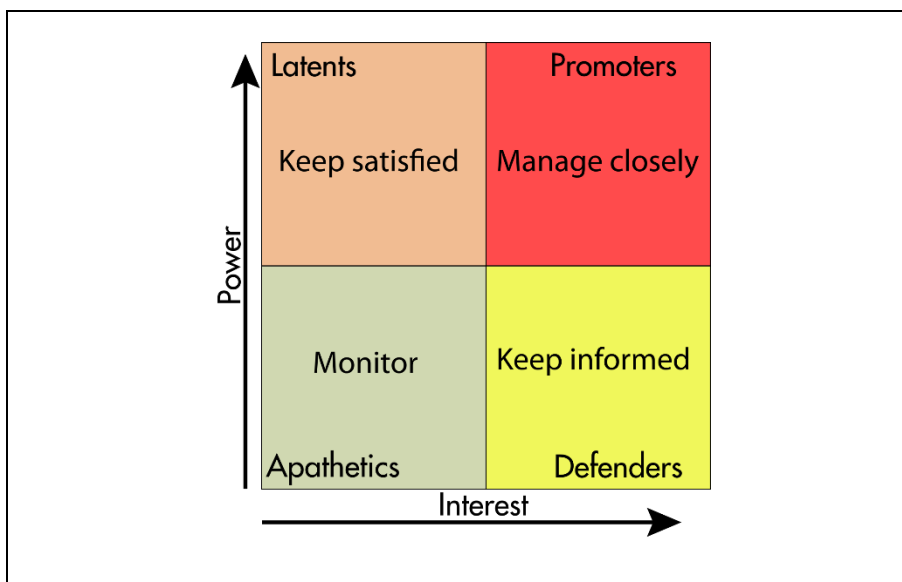 Latents
Promoters
Keep satisfied
Manage closely
Power
Monitor
Keep informed
Apathetics
Defenders
Interest